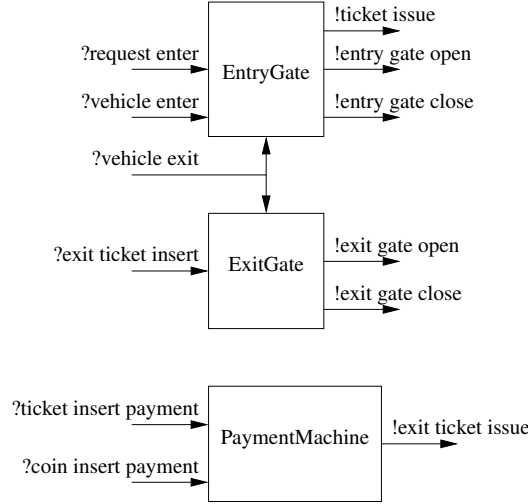 !ticket issue
?request enter
EntryGate
!entry gate open
?vehicle enter
!entry gate close
?vehicle exit
?exit ticket insert
ExitGate
!exit gate open
!exit gate close
?ticket insert payment
PaymentMachine
!exit ticket issue
?coin insert payment